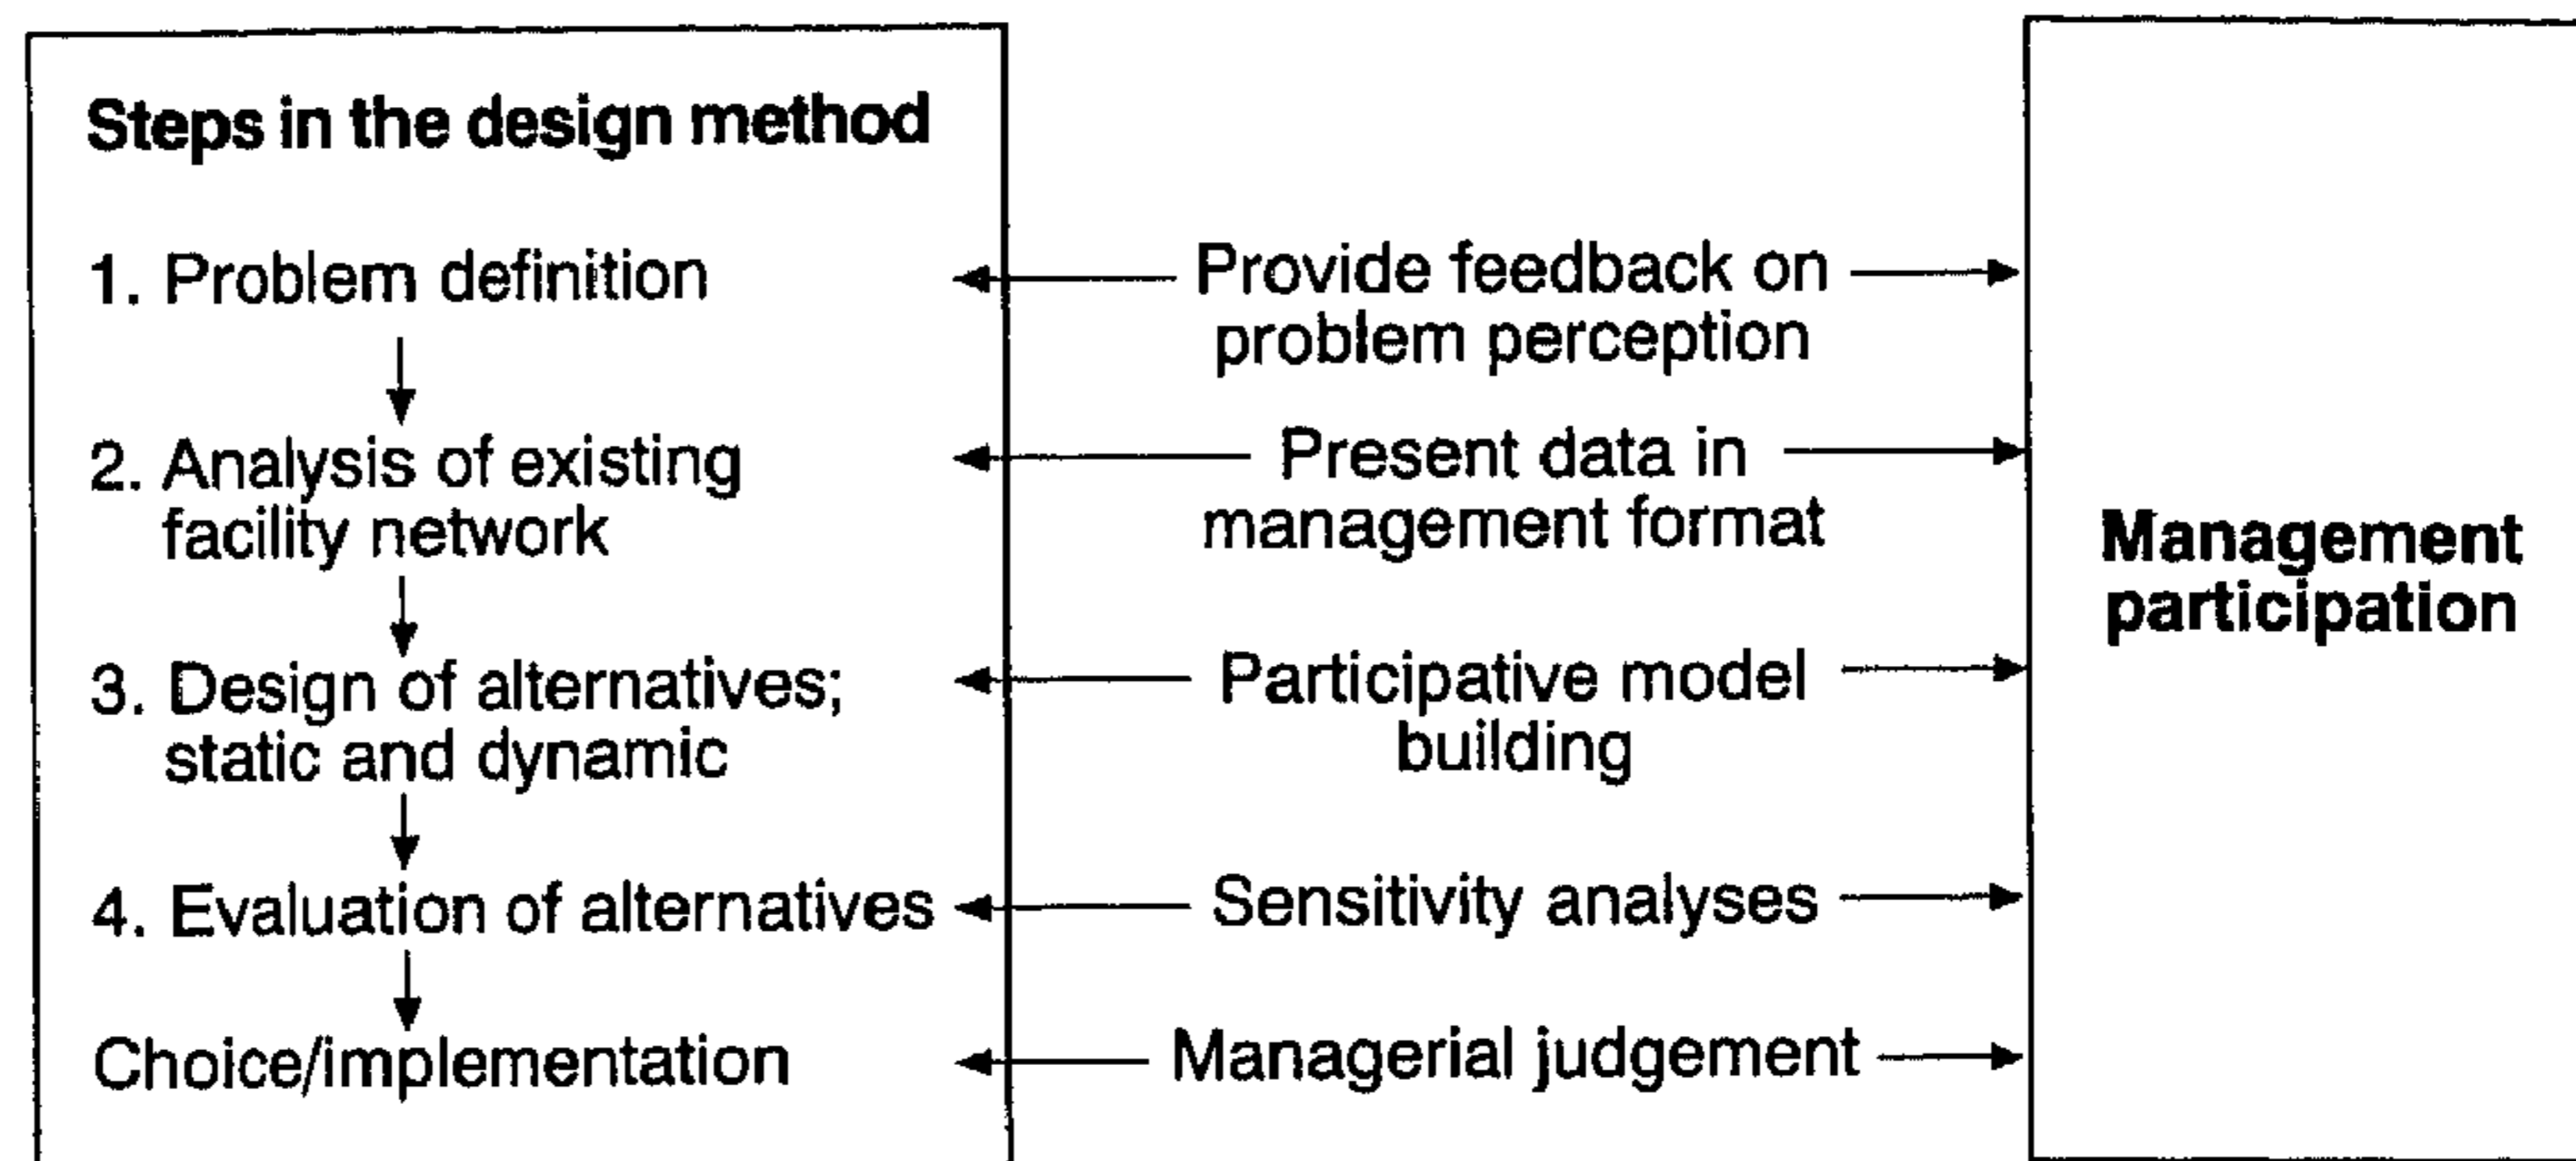 Steps in the design method
1. Problem definition
2. Analysis of existing
facility network
3. Design of alternatives;
static and dynamic
4. Evaluation of alternatives
Choice/implementation
Provide feedback on
problem perception
Present data in
management format
Participative model
building
Sensitivity analyses
Managerial judgement
Management
participation